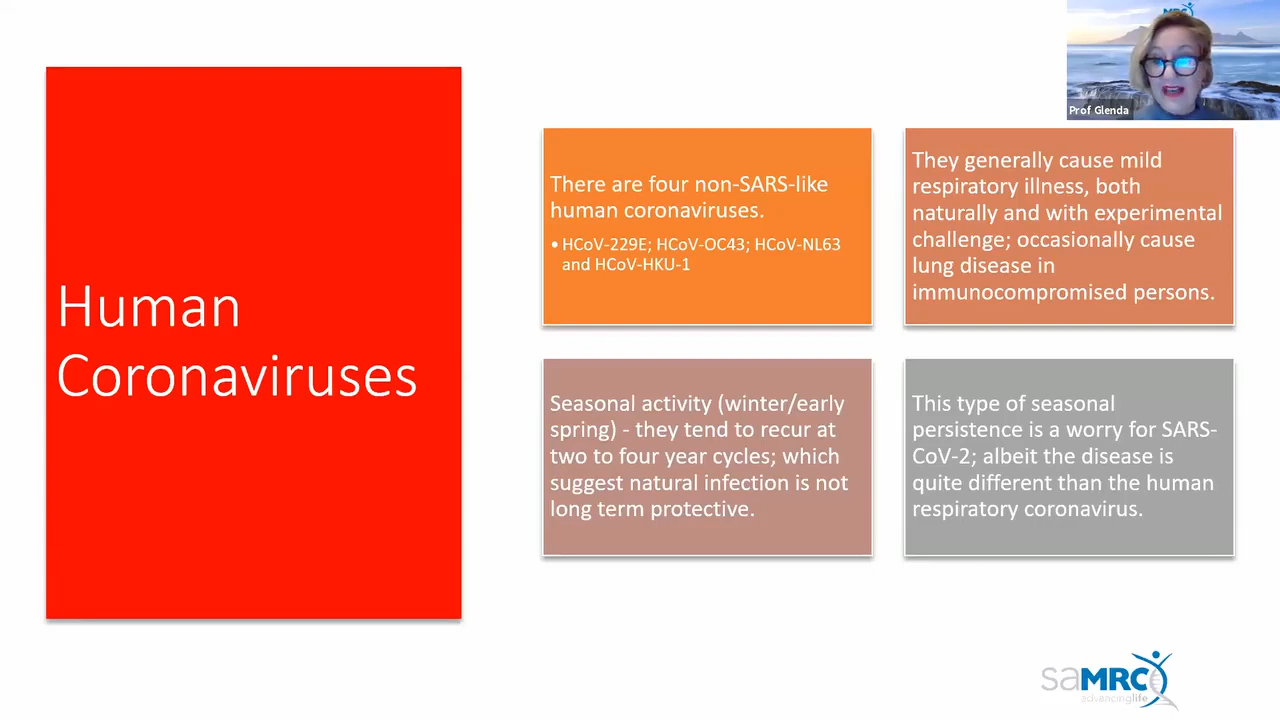 MRC
Prof Glenda
Human
Coronaviruses
There are four non-SARS-like
human coronaviruses.
• HCoV-229E; HCoV-OC43; HCoV-NL63
and HCoV-HKU-1
They generally cause mild
respiratory illness, both
naturally and with experimental
challenge; occasionally cause
lung disease in
immunocompromised persons.
Seasonal activity (winter/early
spring) - they tend to recur at
two to four year cycles; which
suggest natural infection is not
long term protective.
This type of seasonal
persistence is a worry for SARS-
CoV-2; albeit the disease is
quite different than the human
respiratory coronavirus.
saMRC
advancinglife